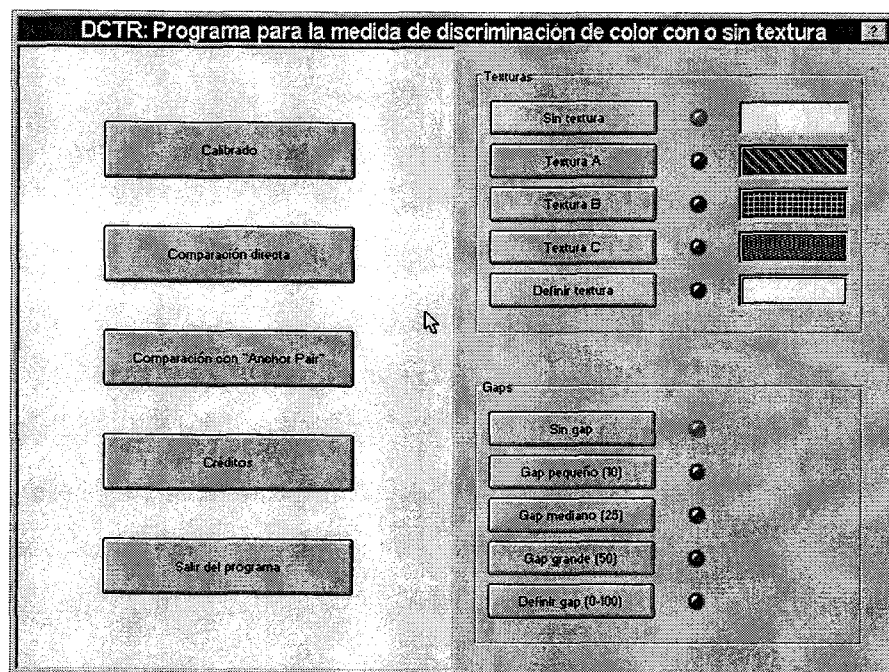 DCTR: Programa para la medida de discriminación de color con o sin textura ?
Calibrado
Comparación directa
Comparación con "Anchor Pair"
Créditos
Salir del programa
Texturas
Sin textura
Textura A
Textura B
Textura C
Definir textura
Gaps
Sin gap
Gap pequeño (10)
Gap mediano (25)
Gap grande (50)
Definir gap (0-100)